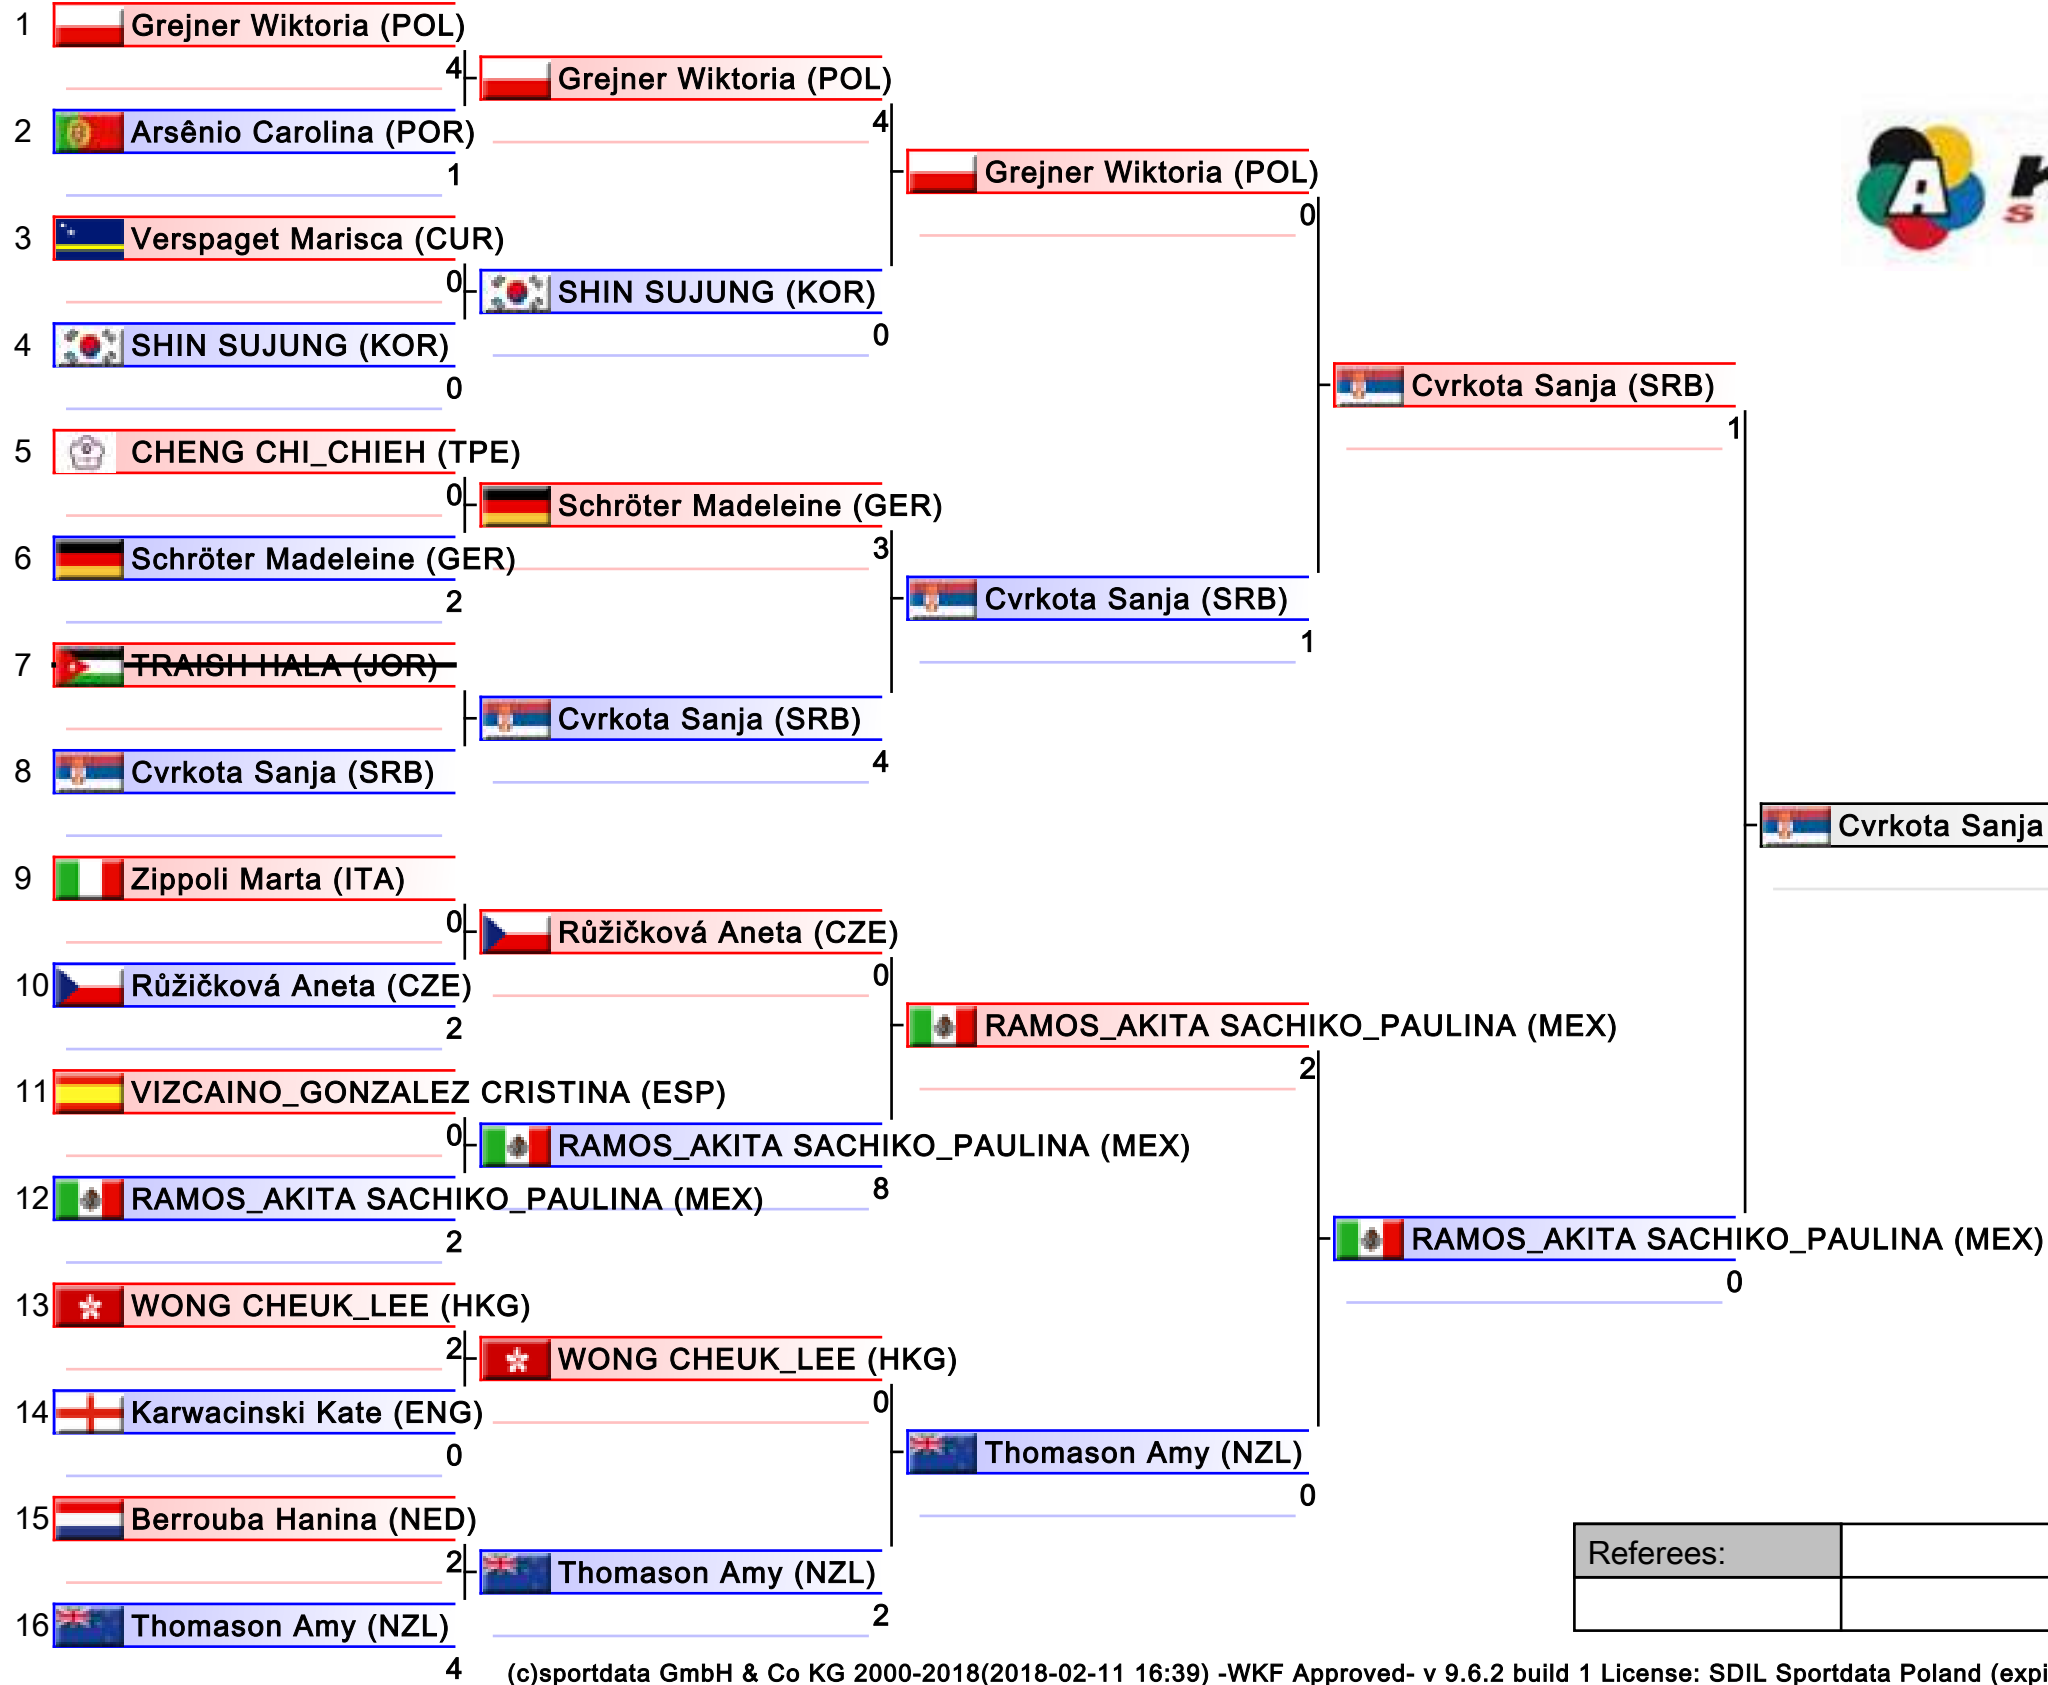 1 Grejner Wiktoria (POL)
4 Grejner Wiktoria (POL)
4
2 Arsênio Carolina (POR)
1
Grejner Wiktoria (POL)
0
3 Verspaget Marisca (CUR)
0 SHIN SUJUNG (KOR)
0
4 SHIN SUJUNG (KOR)
0
Cvrkota Sanja (SRB)
1
5 CHENG CHI_CHIEH (TPE)
0 Schröter Madeleine (GER)
3
6 Schröter Madeleine (GER)
2
Cvrkota Sanja (SRB)
1
7 TRAISH HALA (JOR)
Cvrkota Sanja (SRB)
4
8 Cvrkota Sanja (SRB)
Cvrkota Sanja
9 Zippoli Marta (ITA)
0 Růžičková Aneta (CZE)
0
10 Růžičková Aneta (CZE)
2
RAMOS_AKITA SACHIKO_PAULINA (MEX)
2
11 VIZCAINO_GONZALEZ CRISTINA (ESP)
0 RAMOS_AKITA SACHIKO_PAULINA (MEX)
8
12 RAMOS_AKITA SACHIKO_PAULINA (MEX)
2
RAMOS_AKITA SACHIKO_PAULINA (MEX)
0
13 WONG CHEUK_LEE (HKG)
2 WONG CHEUK_LEE (HKG)
0
14 Karwacinski Kate (ENG)
0
Thomason Amy (NZL)
0
15 Berrouba Hanina (NED)
2 Thomason Amy (NZL)
2
16 Thomason Amy (NZL)
4
Referees:
(c)sportdata GmbH & Co KG 2000-2018(2018-02-11 16:39) -WKF Approved- v 9.6.2 build 1 License: SDIL Sportdata Poland (expi